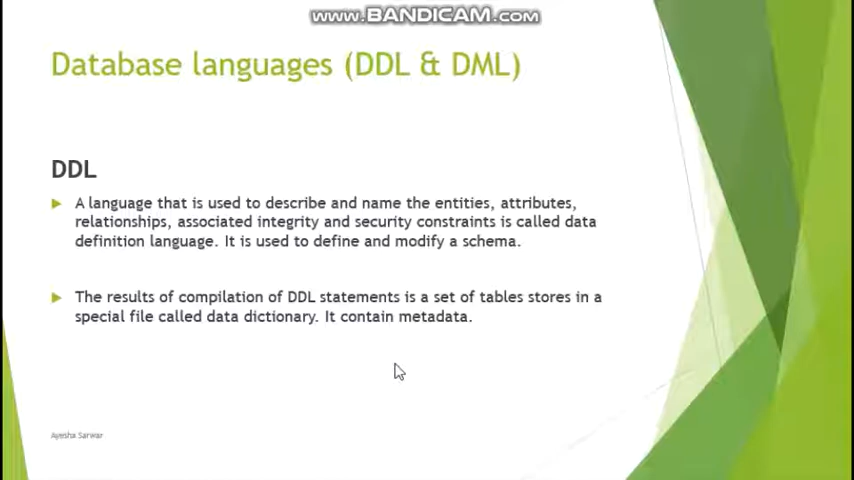 www.BANDICAM.com
Database languages (DDL & DML)
DDL
A language that is used to describe and name the entities, attributes,
relationships, associated integrity and security constraints is called data
definition language. It is used to define and modify a schema.
The results of compilation of DDL statements is a set of tables stores in a
special file called data dictionary. It contain metadata.
Ayesha Sarwar